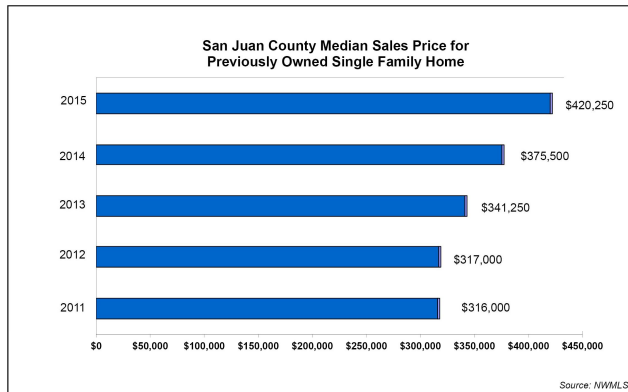 San Juan County Median Sales Price for
Previously Owned Single Family Home
2015 $420,250
2014 $375,500
2013 $341,250
2012 $317,000
2011 $316,000
$0 $50,000 $100,000 $150,000 $200,000 $250,000 $300,000 $350,000 $400,000 $450,000
Source: NWMLS